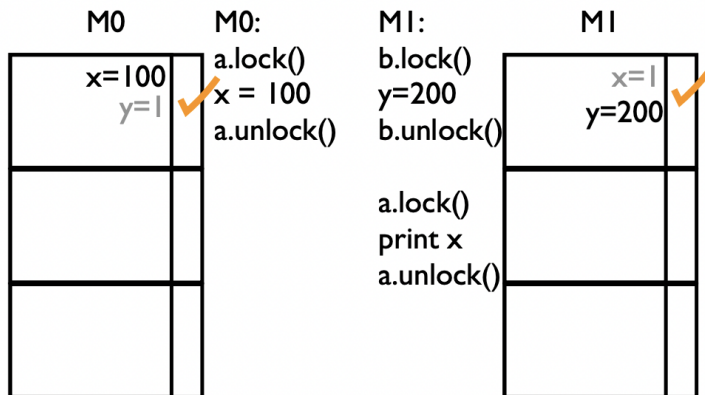 M0
x=100
y=1
M0:
a.lock()
x = 100
a.unlock()
M1:
b.lock()
y=200
b.unlock()
a.lock()
print x
a.unlock()
M1
x=1
y=200